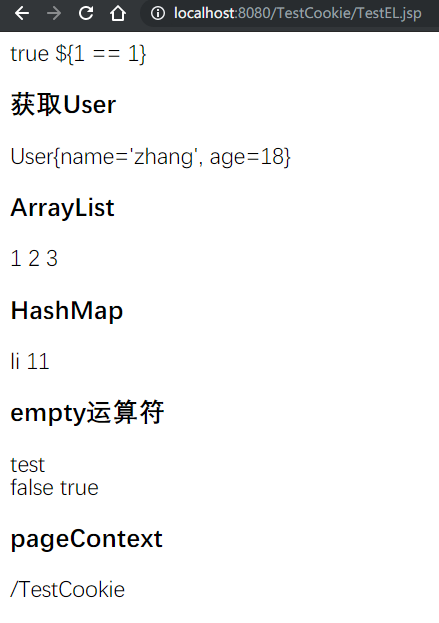 localhost:8080/TestCookie/TestEL.jsp
true ${1 == 1}
获取User
User{name='zhang', age=18}
ArrayList
1 2 3
HashMap
li 11
empty运算符
test
false true
pageContext
/TestCookie